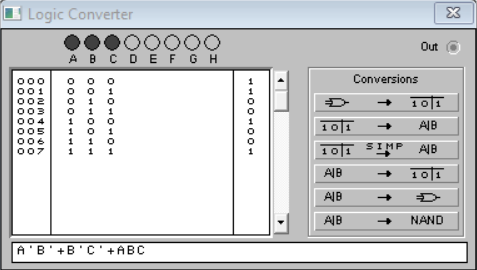 Logic Converter
A B C D E F G H
Out
000 0 0 0 1
001 0 0 1 1
002 0 1 0 0
003 0 1 1 0
004 1 0 0 1
005 1 0 1 0
006 1 1 0 0
007 1 1 1 1
Conversions
→ 1 0 1
1 0 1 → A|B
1 0 1 SIMP → A|B
A|B → 1 0 1
A|B →
A|B → NAND
A'B'+B'C'+ABC